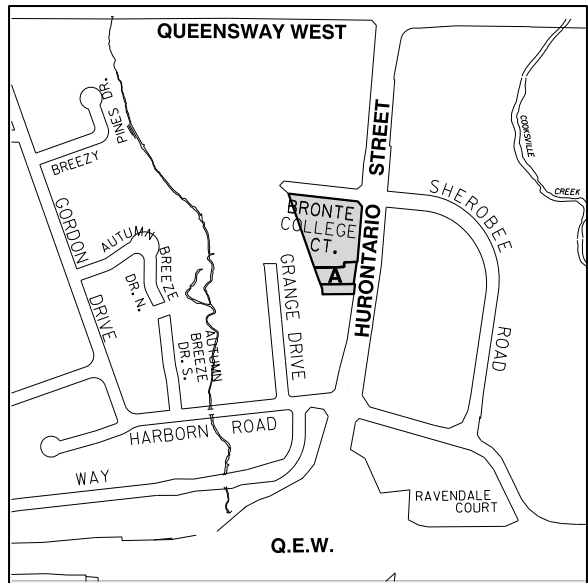 QUEENSWAY WEST
BREEZY
PINES DR.
GORDON
DRIVE
AUTUMN
BREEZE
DR. N.
AUTUMN
BREEZE
DR. S.
GRANGE DRIVE
BRONTE
COLLEGE
CT.
A
HURONTARIO STREET
SHEROBEE
ROAD
COOKSVILLE
CREEK
HARBORN ROAD
WAY
RAVENDALE
COURT
Q.E.W.